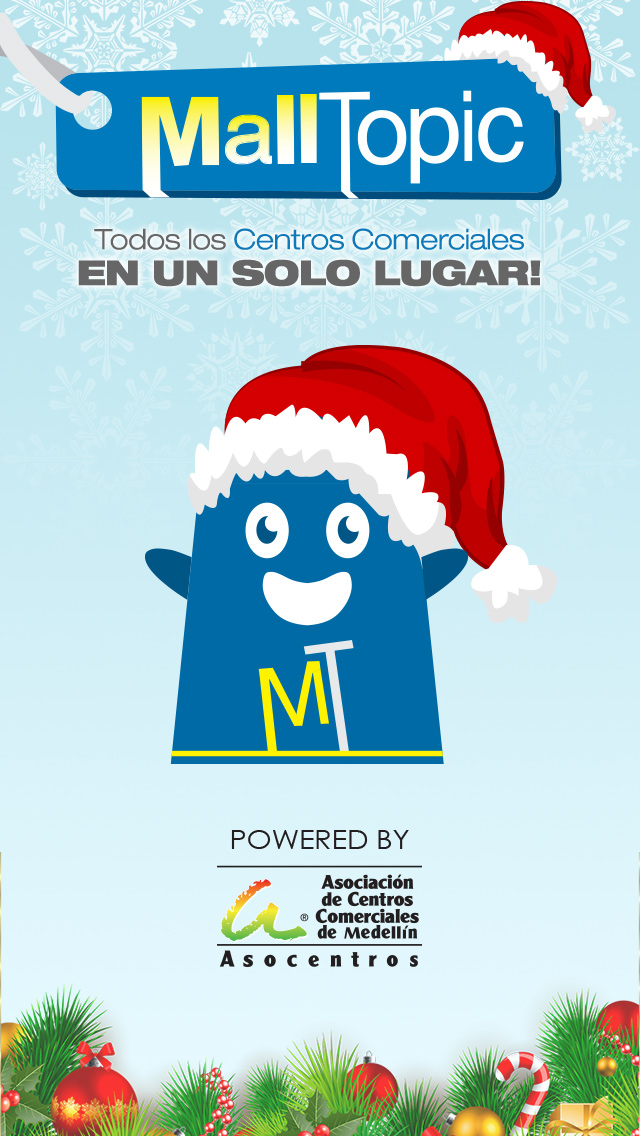 MallTopic
Todos los Centros Comerciales
EN UN SOLO LUGAR!
MT
POWERED BY
a ® Asociación
de Centros
Comerciales
de Medellín
Asocentros